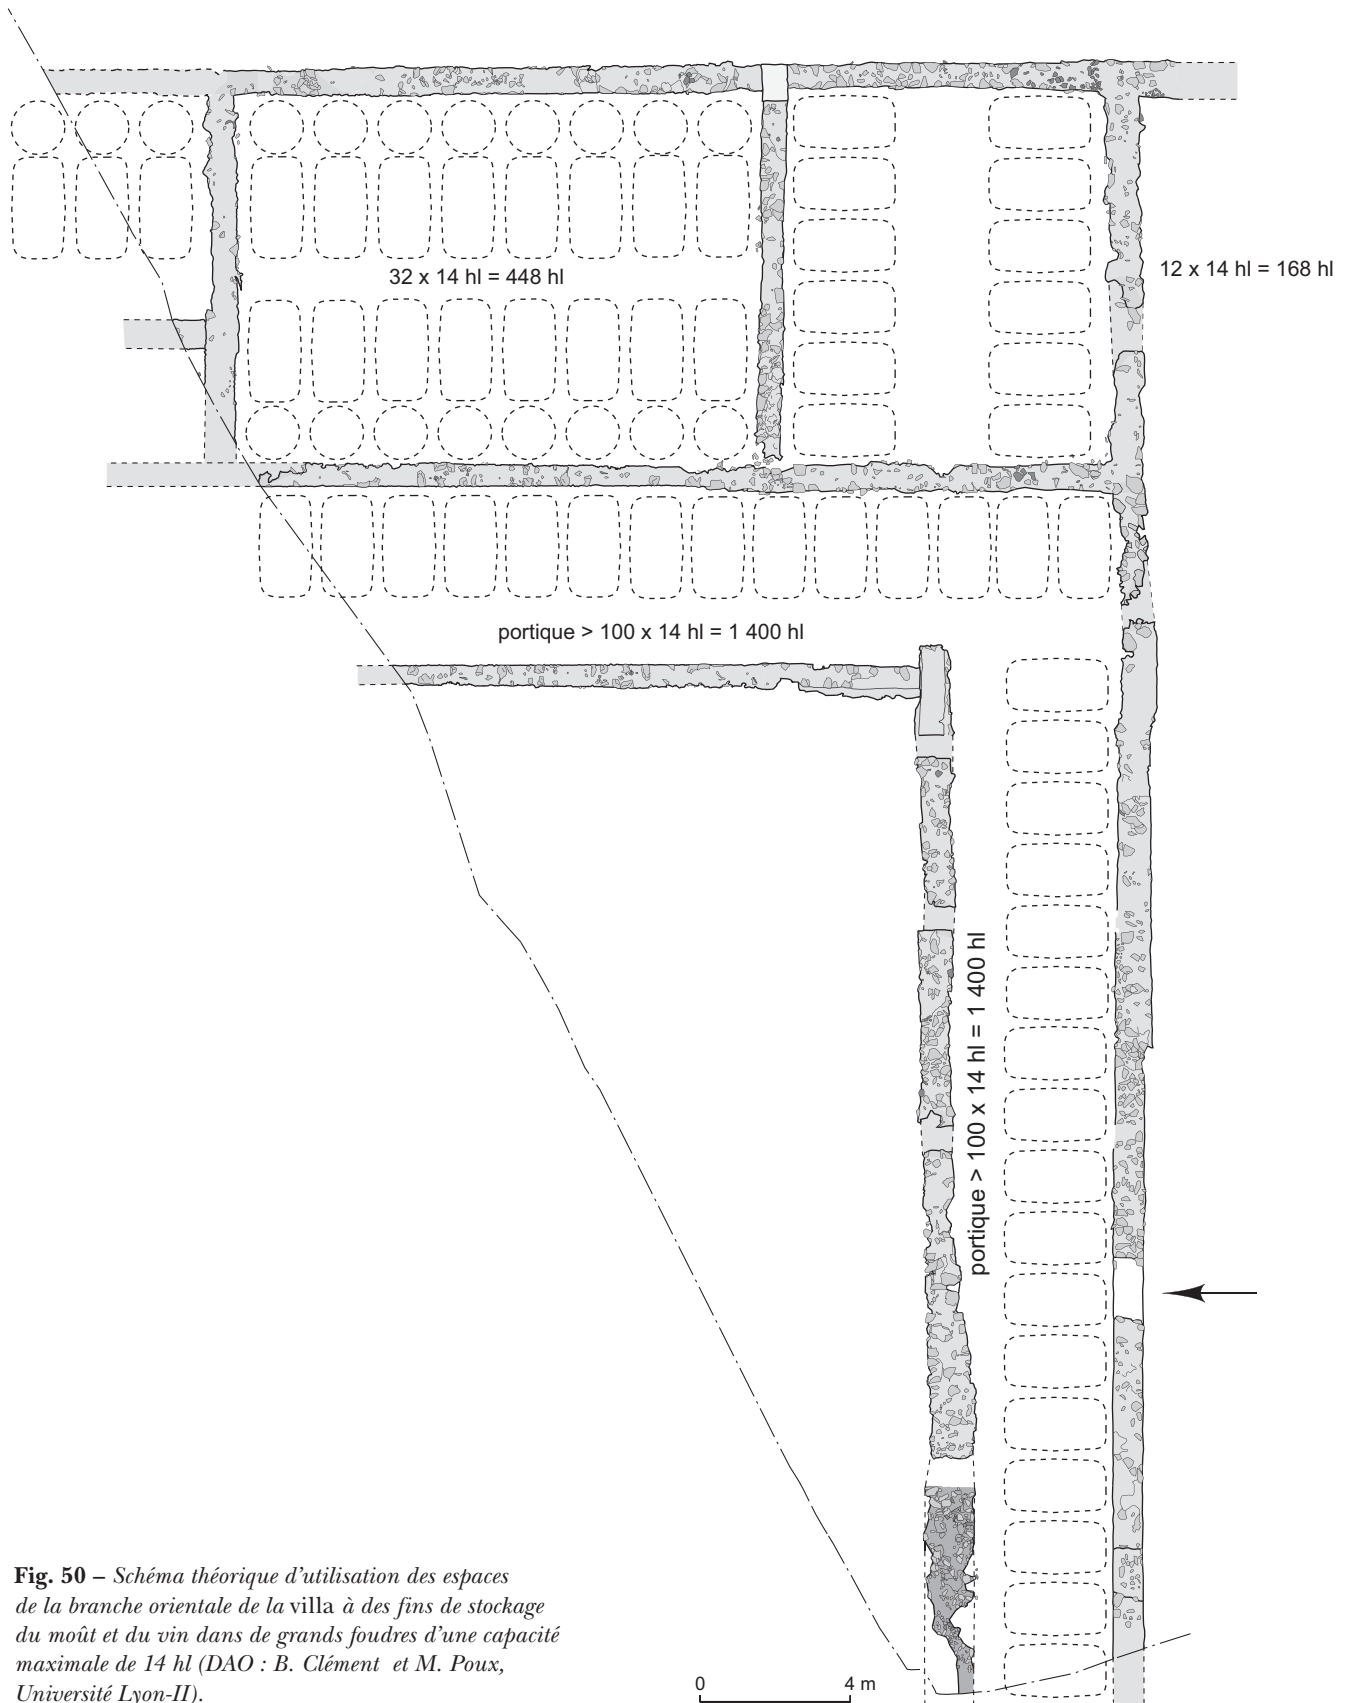 32 x 14 hl = 448 hl
12 x 14 hl = 168 hl
portique > 100 x 14 hl = 1 400 hl
portique > 100 x 14 hl = 1 400 hl
Fig. 50 – Schéma théorique d'utilisation des espaces
de la branche orientale de la villa à des fins de stockage
du moût et du vin dans de grands foudres d'une capacité
maximale de 14 hl (DAO : B. Clément et M. Poux,
Université Lyon-II).
0 4 m